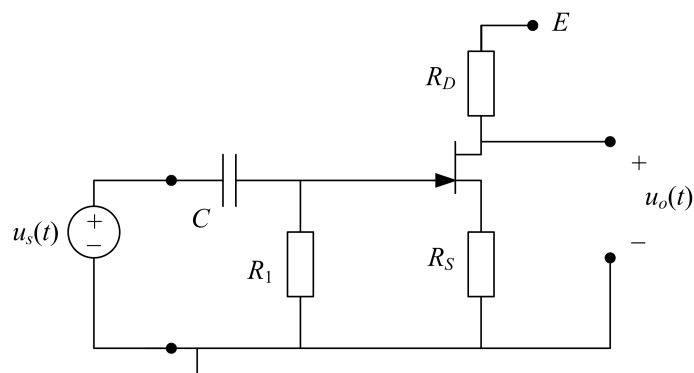 E
R_D
+
C
u_s(t)
+
−
R_1
R_S
u_o(t)
−